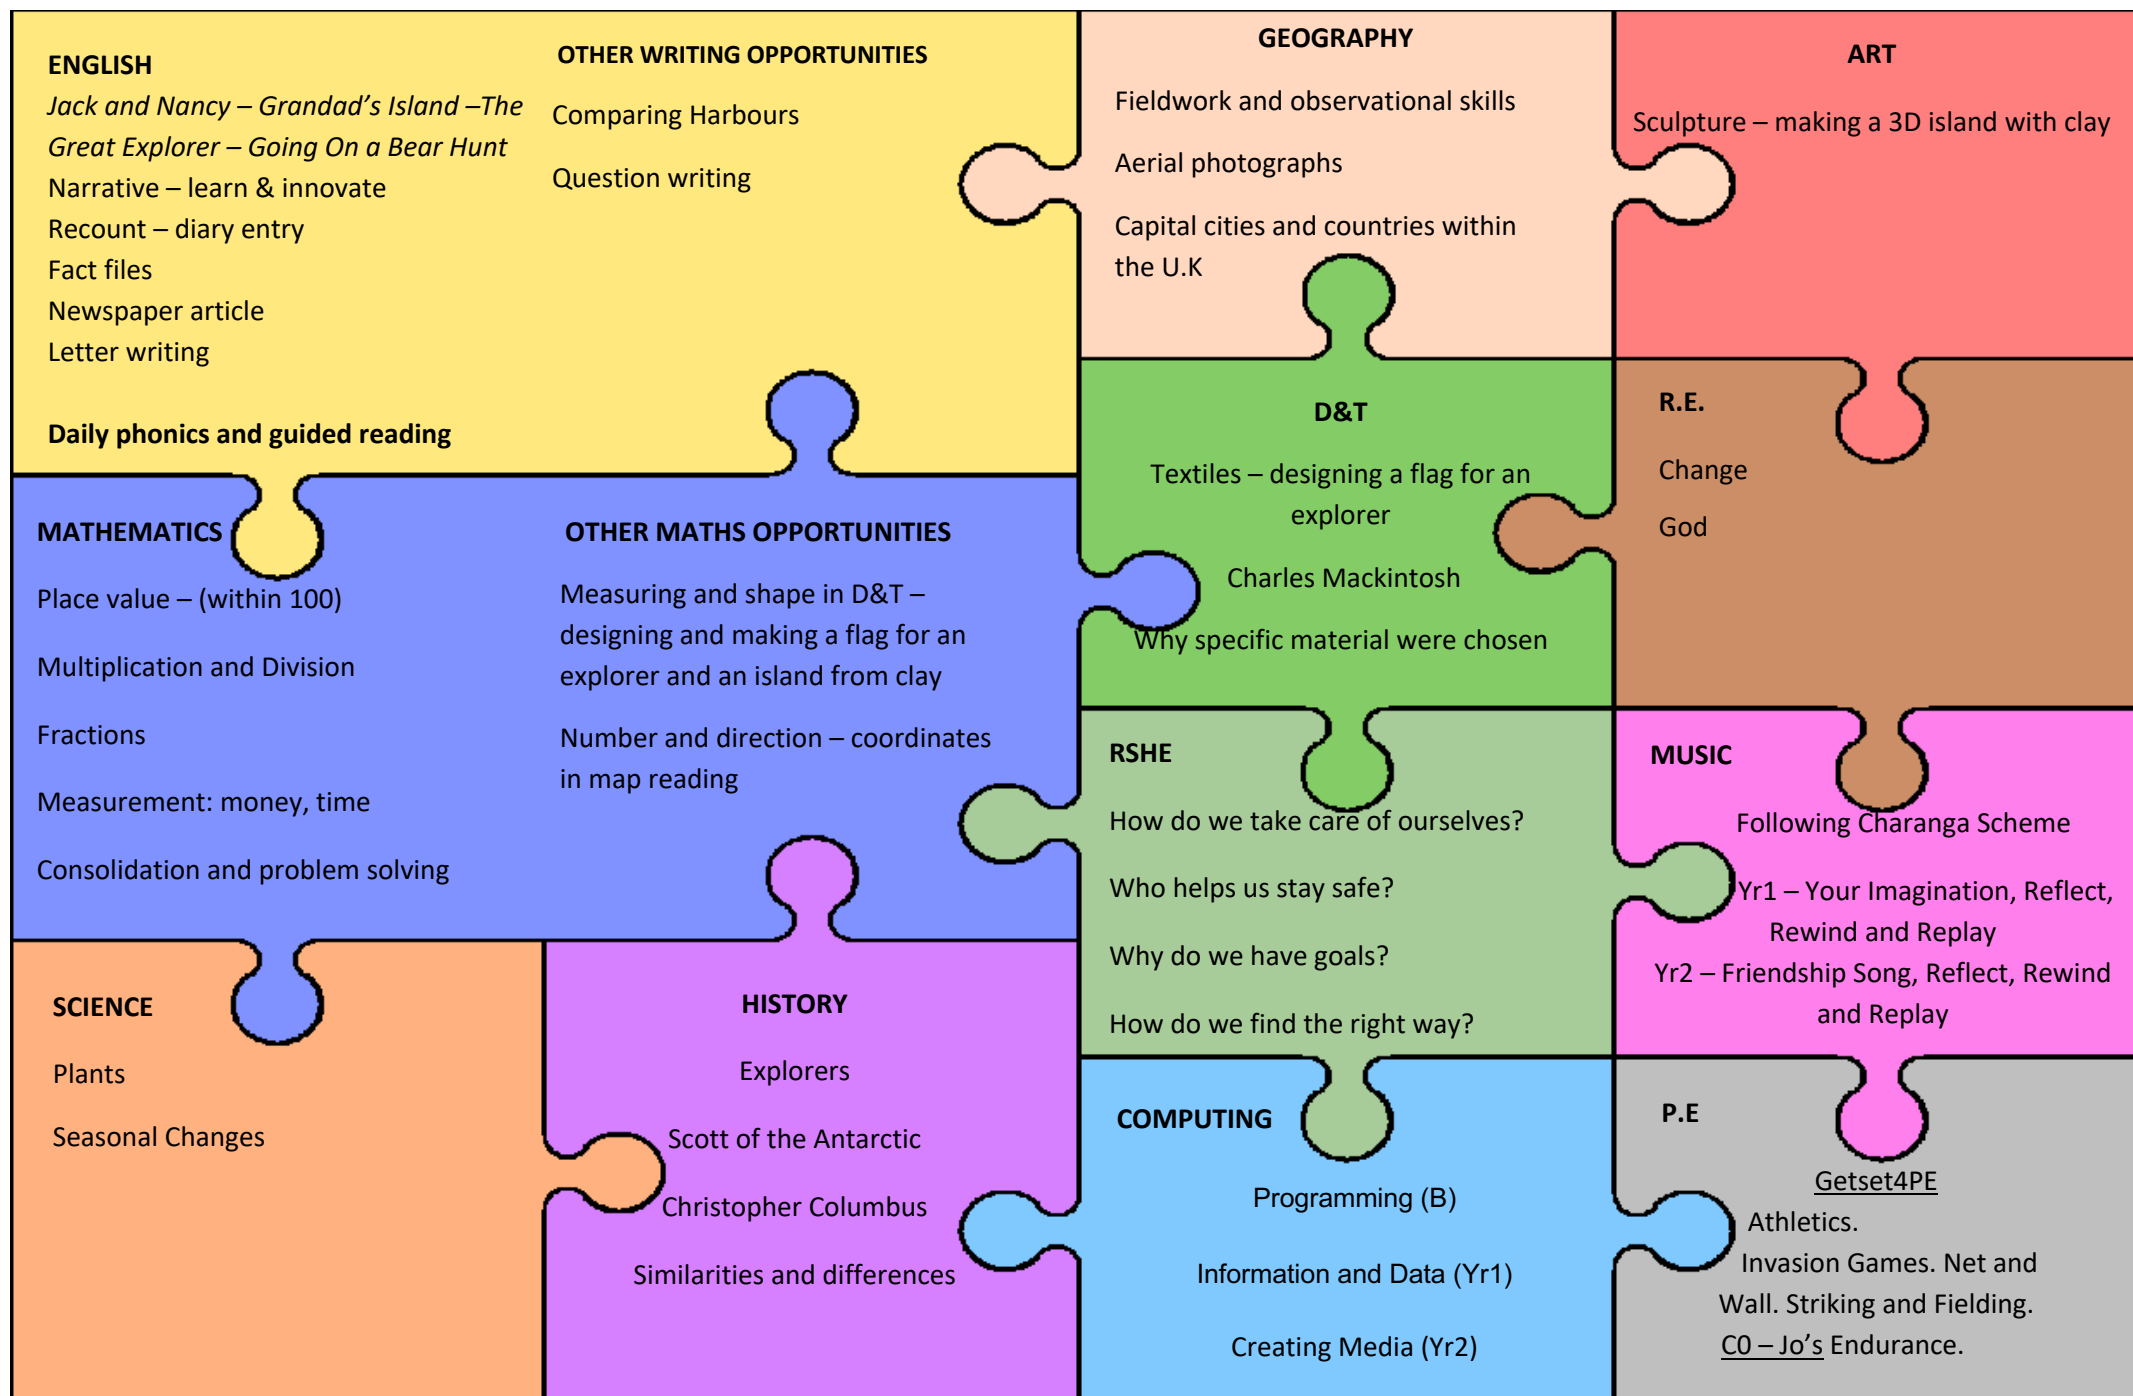 ENGLISH
Jack and Nancy – Grandad’s Island –The
Great Explorer – Going On a Bear Hunt
Narrative – learn & innovate
Recount – diary entry
Fact files
Newspaper article
Letter writing
Daily phonics and guided reading
OTHER WRITING OPPORTUNITIES
Comparing Harbours
Question writing
GEOGRAPHY
Fieldwork and observational skills
Aerial photographs
Capital cities and countries within
the U.K
ART
Sculpture – making a 3D island with clay
MATHEMATICS
Place value – (within 100)
Multiplication and Division
Fractions
Measurement: money, time
Consolidation and problem solving
OTHER MATHS OPPORTUNITIES
Measuring and shape in D&T –
designing and making a flag for an
explorer and an island from clay
Number and direction – coordinates
in map reading
D&T
Textiles – designing a flag for an
explorer
Charles Mackintosh
Why specific material were chosen
R.E.
Change
God
RSHE
How do we take care of ourselves?
Who helps us stay safe?
Why do we have goals?
How do we find the right way?
MUSIC
Following Charanga Scheme
Yr1 – Your Imagination, Reflect,
Rewind and Replay
Yr2 – Friendship Song, Reflect, Rewind
and Replay
SCIENCE
Plants
Seasonal Changes
HISTORY
Explorers
Scott of the Antarctic
Christopher Columbus
Similarities and differences
COMPUTING
Programming (B)
Information and Data (Yr1)
Creating Media (Yr2)
P.E
Getset4PE
Athletics.
Invasion Games. Net and
Wall. Striking and Fielding.
C0 – Jo’s Endurance.